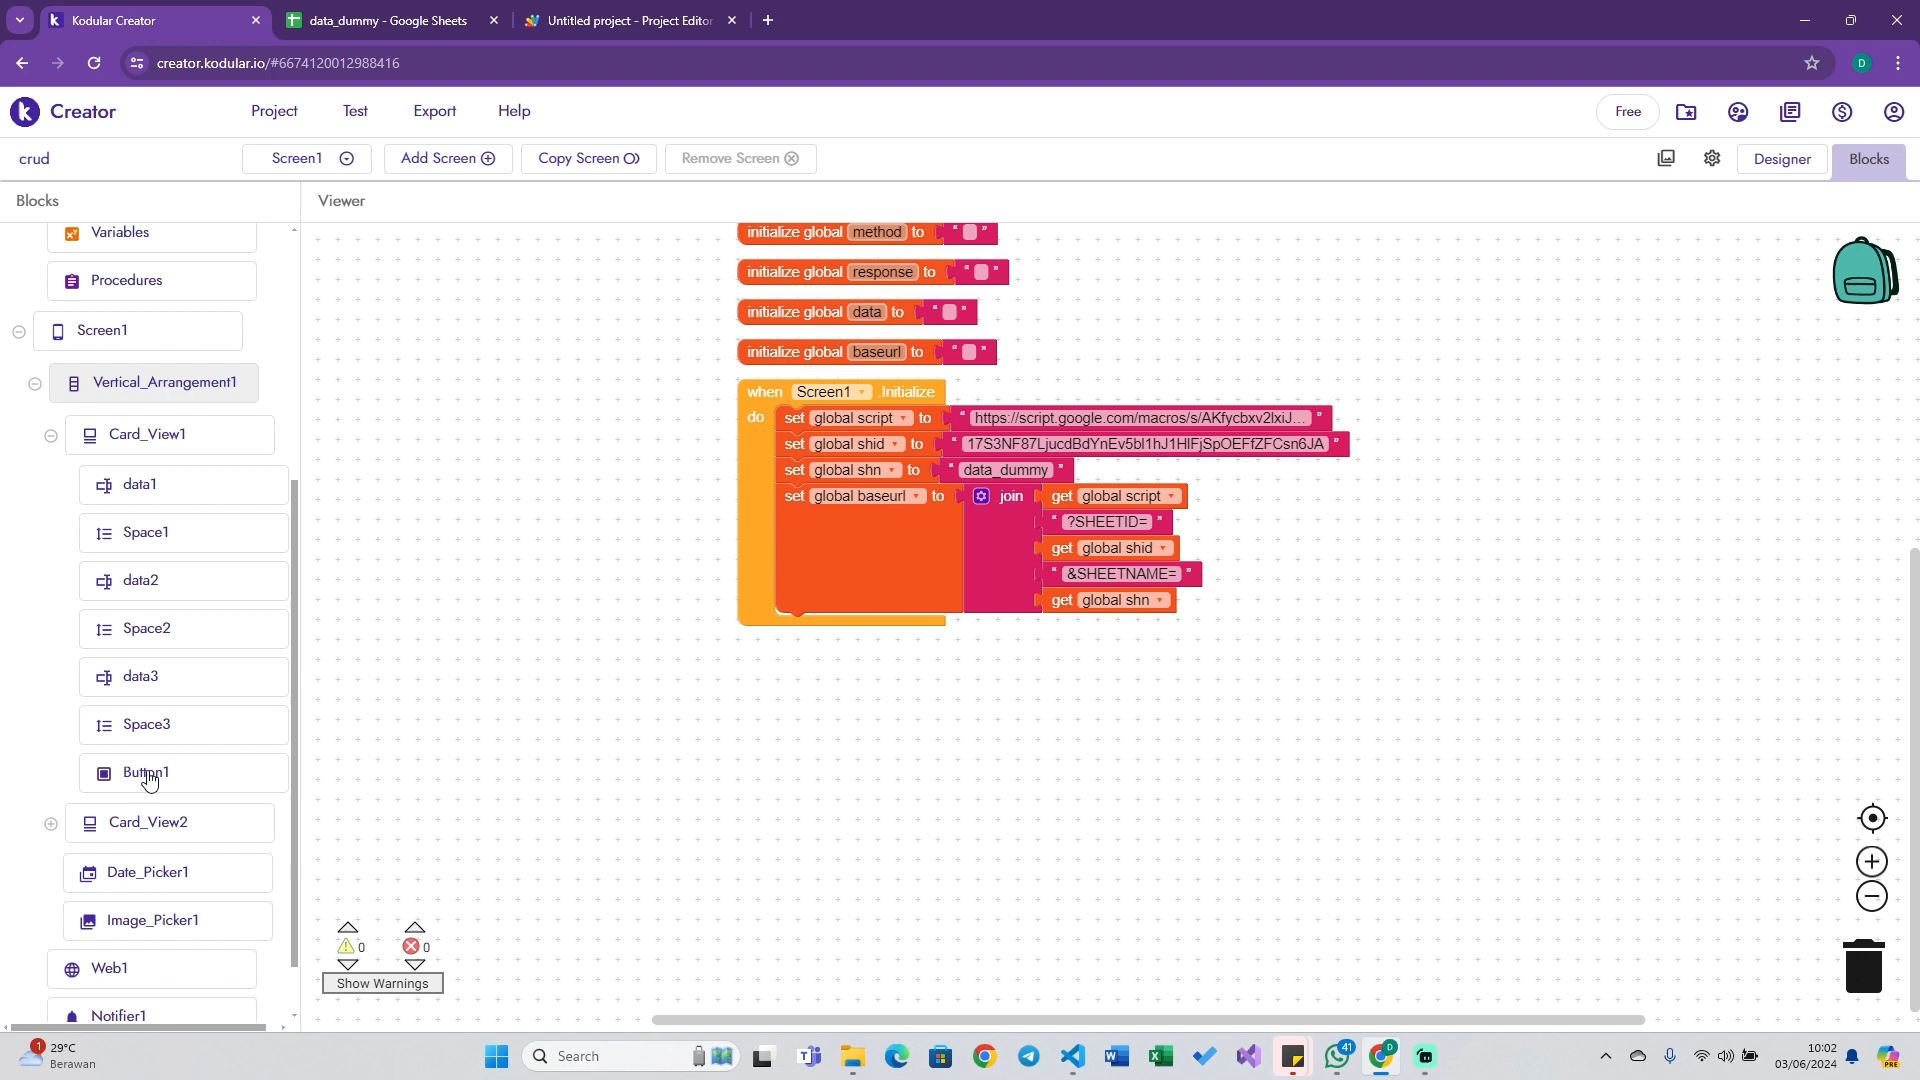 Kodular Creator
data_dummy - Google Sheets
Untitled project - Project Editor
creator.kodular.io/#6674120012988416
D
Creator
Project
Test
Export
Help
Free
crud
Screen1
Add Screen
Copy Screen
Remove Screen
Designer
Blocks
Blocks
Viewer
Variables
Procedures
Screen1
Vertical_Arrangement1
Card_View1
data1
Space1
data2
Space2
data3
Space3
Button1
Card_View2
Date_Picker1
Image_Picker1
Web1
Notifier1
initialize global method to “ ”
initialize global response to “ ”
initialize global data to “ ”
initialize global baseurl to “ ”
when Screen1 .Initialize
do set global script to “ https://script.google.com/macros/s/AKfycbxv2lxiJ... ”
set global shid to “ 17S3NF87LjucdBdYnEv5bl1hJ1HIFjSpOEFfZFCsn6JA ”
set global shn to “ data_dummy ”
set global baseurl to join get global script
“ ?SHEETID= ”
get global shid
“ &SHEETNAME= ”
get global shn
0
0
Show Warnings
1
29°C
Berawan
Search
41
D
10:02
03/06/2024
PRE